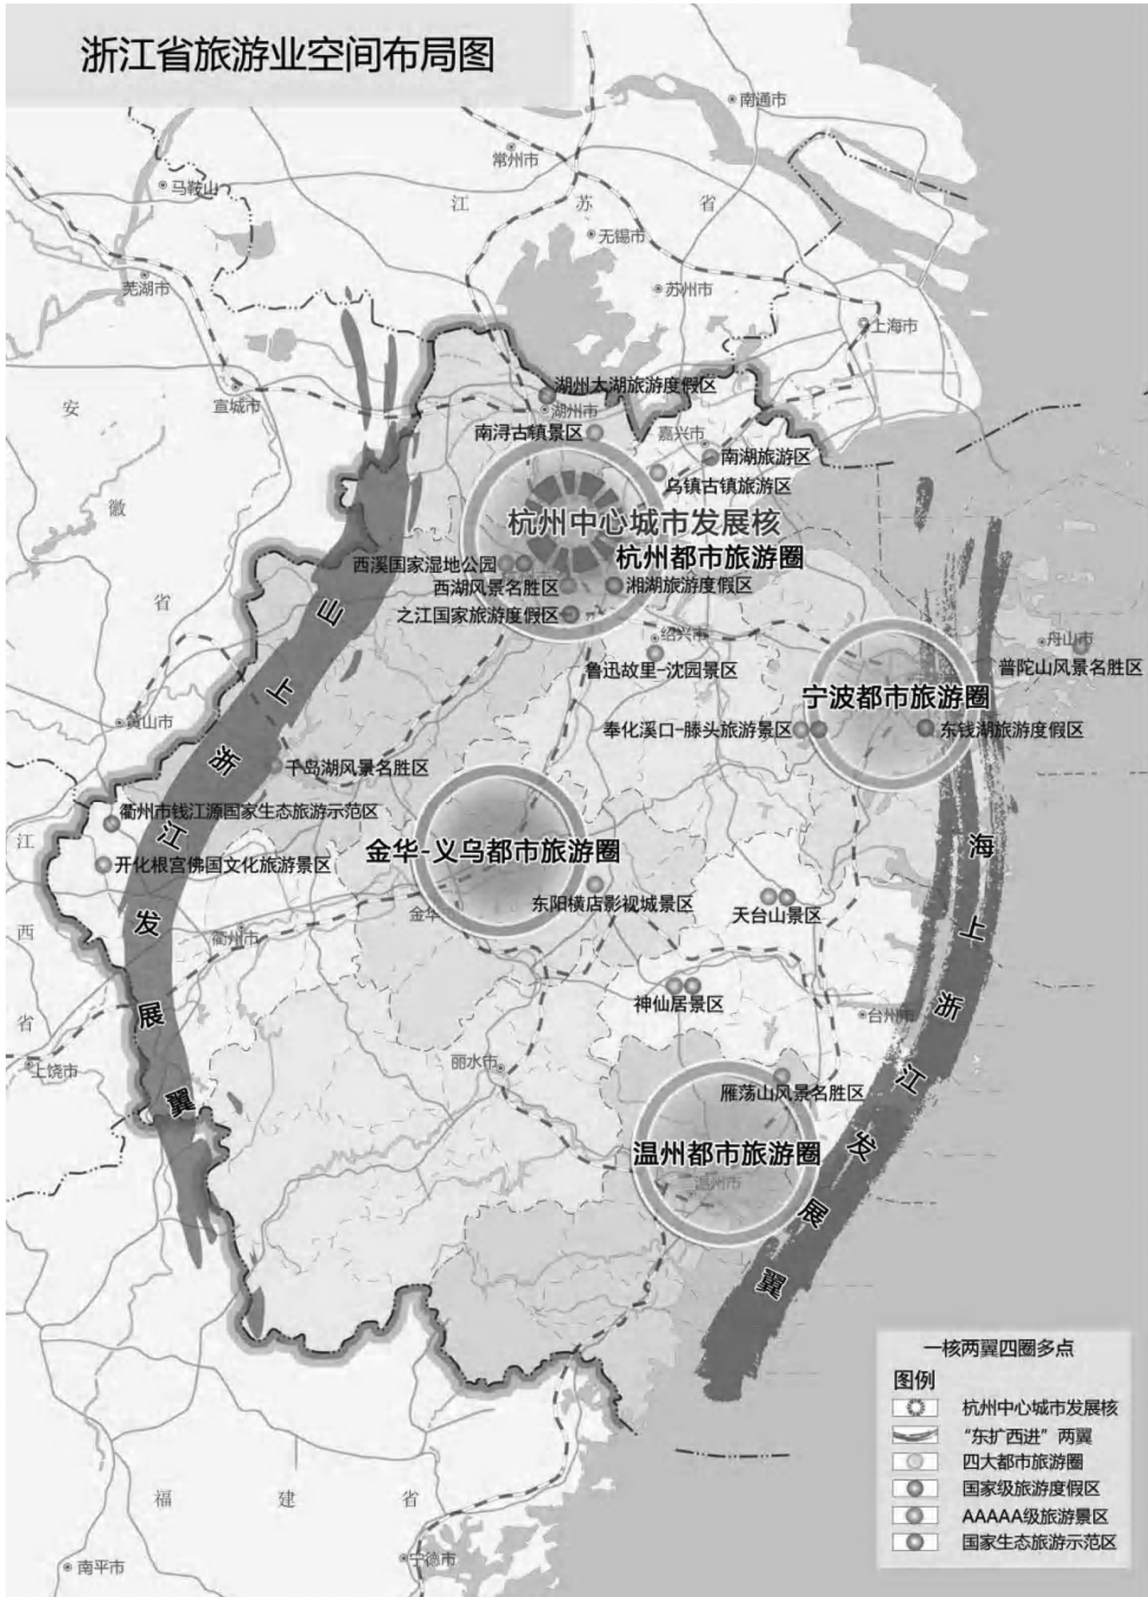 浙江省旅游业空间布局图
南通市
常州市
马鞍山
江苏省
无锡市
芜湖市
苏州市
上海市
宣城市
湖州太湖旅游度假区
湖州市
安徽省
南浔古镇景区
嘉兴市
南湖旅游区
乌镇古镇旅游区
杭州中心城市发展核
杭州都市旅游圈
西溪国家湿地公园
西湖风景名胜区
湘湖旅游度假区
之江国家旅游度假区
绍兴市
鲁迅故里-沈园景区
舟山市
普陀山风景名胜区
宁波都市旅游圈
奉化溪口-滕头旅游景区
东钱湖旅游度假区
黄山市
山上浙江发展翼
千岛湖风景名胜区
衢州市钱江源国家生态旅游示范区
开化根宫佛国文化旅游景区
江西省
金华-义乌都市旅游圈
东阳横店影视城景区
金华
天台山景区
衢州市
海上浙江发展翼
神仙居景区
台州市
上饶市
丽水市
雁荡山风景名胜区
温州都市旅游圈
温州市
福建省
南平市
宁德市
一核两翼四圈多点
图例
杭州中心城市发展核
“东扩西进”两翼
四大都市旅游圈
国家级旅游度假区
AAAAA级旅游景区
国家生态旅游示范区